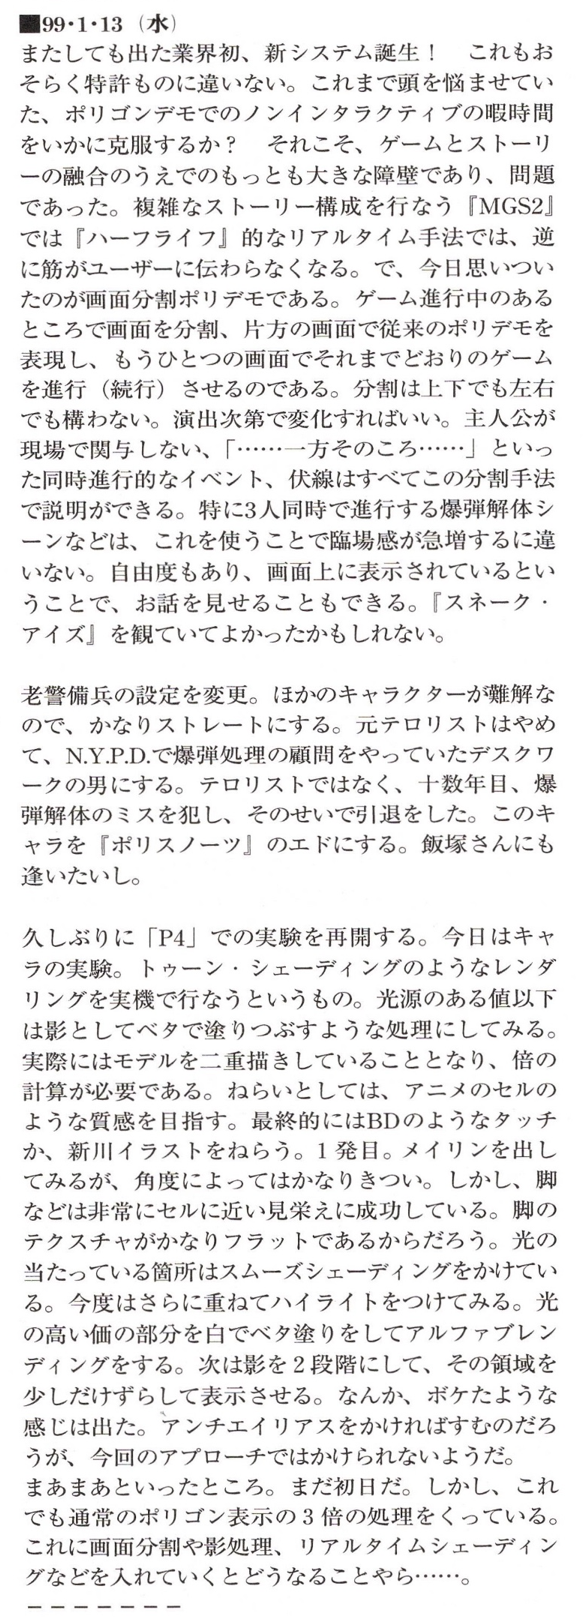 ■99・1・13（水）
またしても出た業界初、新システム誕生！　これもお
そらく特許ものに違いない。これまで頭を悩ませてい
た、ポリゴンデモでのノンインタラクティブの暇時間
をいかに克服するか？　それこそ、ゲームとストーリ
ーの融合のうえでのもっとも大きな障壁であり、問題
であった。複雑なストーリー構成を行なう『MGS2』
では『ハーフライフ』的なリアルタイム手法では、逆
に筋がユーザーに伝わらなくなる。で、今日思いつい
たのが画面分割ポリデモである。ゲーム進行中のある
ところで画面を分割、片方の画面で従来のポリデモを
表現し、もうひとつの画面でそれまでどおりのゲーム
を進行（続行）させるのである。分割は上下でも左右
でも構わない。演出次第で変化すればいい。主人公が
現場で関与しない、「……一方そのころ……」といっ
た同時進行的なイベント、伏線はすべてこの分割手法
で説明ができる。特に3人同時で進行する爆弾解体シ
ーンなどは、これを使うことで臨場感が急増するに違
いない。自由度もあり、画面上に表示されているとい
うことで、お話を見せることもできる。『スネーク・
アイズ』を観ていてよかったかもしれない。

老警備兵の設定を変更。ほかのキャラクターが難解な
ので、かなりストレートにする。元テロリストはやめ
て、N.Y.P.D.で爆弾処理の顧問をやっていたデスクワ
ークの男にする。テロリストではなく、十数年目、爆
弾解体のミスを犯し、そのせいで引退をした。このキ
ャラを『ポリスノーツ』のエドにする。飯塚さんにも
逢いたいし。

久しぶりに「P4」での実験を再開する。今日はキャ
ラの実験。トゥーン・シェーディングのようなレンダ
リングを実機で行なうというもの。光源のある値以下
は影としてベタで塗りつぶすような処理にしてみる。
実際にはモデルを二重描きしていることとなり、倍の
計算が必要である。ねらいとしては、アニメのセルの
ような質感を目指す。最終的にはBDのようなタッチ
か、新川イラストをねらう。1発目。メイリンを出し
てみるが、角度によってはかなりきつい。しかし、脚
などは非常にセルに近い見栄えに成功している。脚の
テクスチャがかなりフラットであるからだろう。光の
当たっている箇所はスムーズシェーディングをかけてい
る。今度はさらに重ねてハイライトをつけてみる。光
の高い価の部分を白でベタ塗りをしてアルファブレン
ディングをする。次は影を2段階にして、その領域を
少しだけずらして表示させる。なんか、ボケたような
感じは出た。アンチエイリアスをかければすむのだろ
うが、今回のアプローチではかけられないようだ。
まあまあといったところ。まだ初日だ。しかし、これ
でも通常のポリゴン表示の3倍の処理をくっている。
これに画面分割や影処理、リアルタイムシェーディン
グなどを入れていくとどうなることやら……。
－－－－－－－